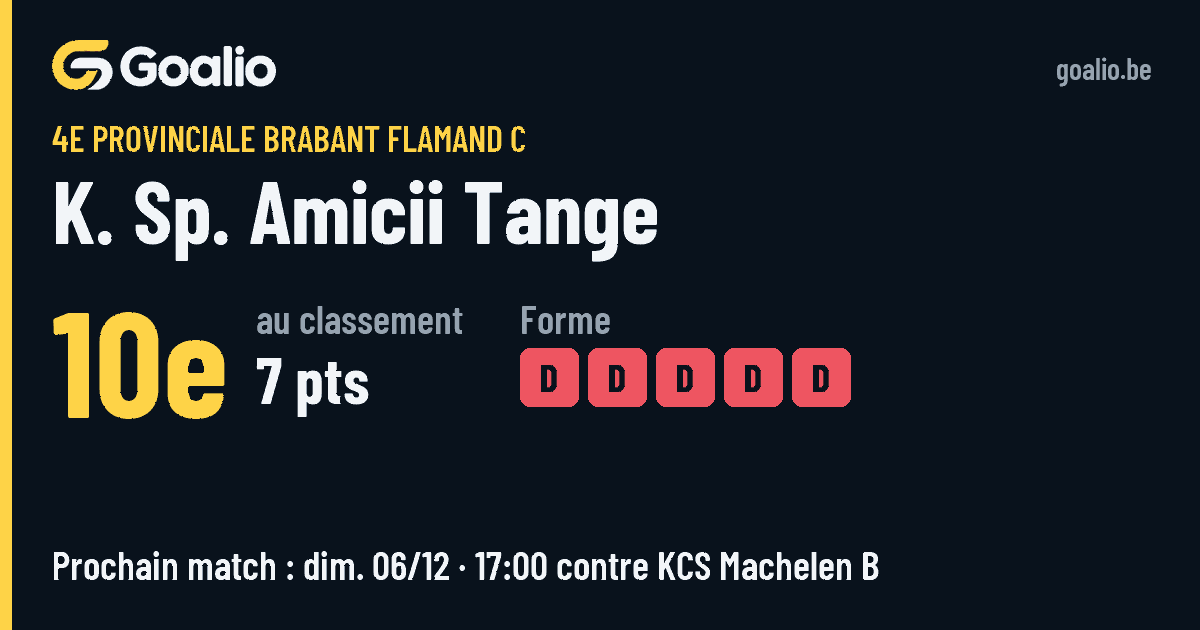 Goalio
goalio.be
4E PROVINCIALE BRABANT FLAMAND C
K. Sp. Amicii Tange
10e
au classement
7 pts
Forme
D D D D D
Prochain match : dim. 06/12 · 17:00 contre KCS Machelen B